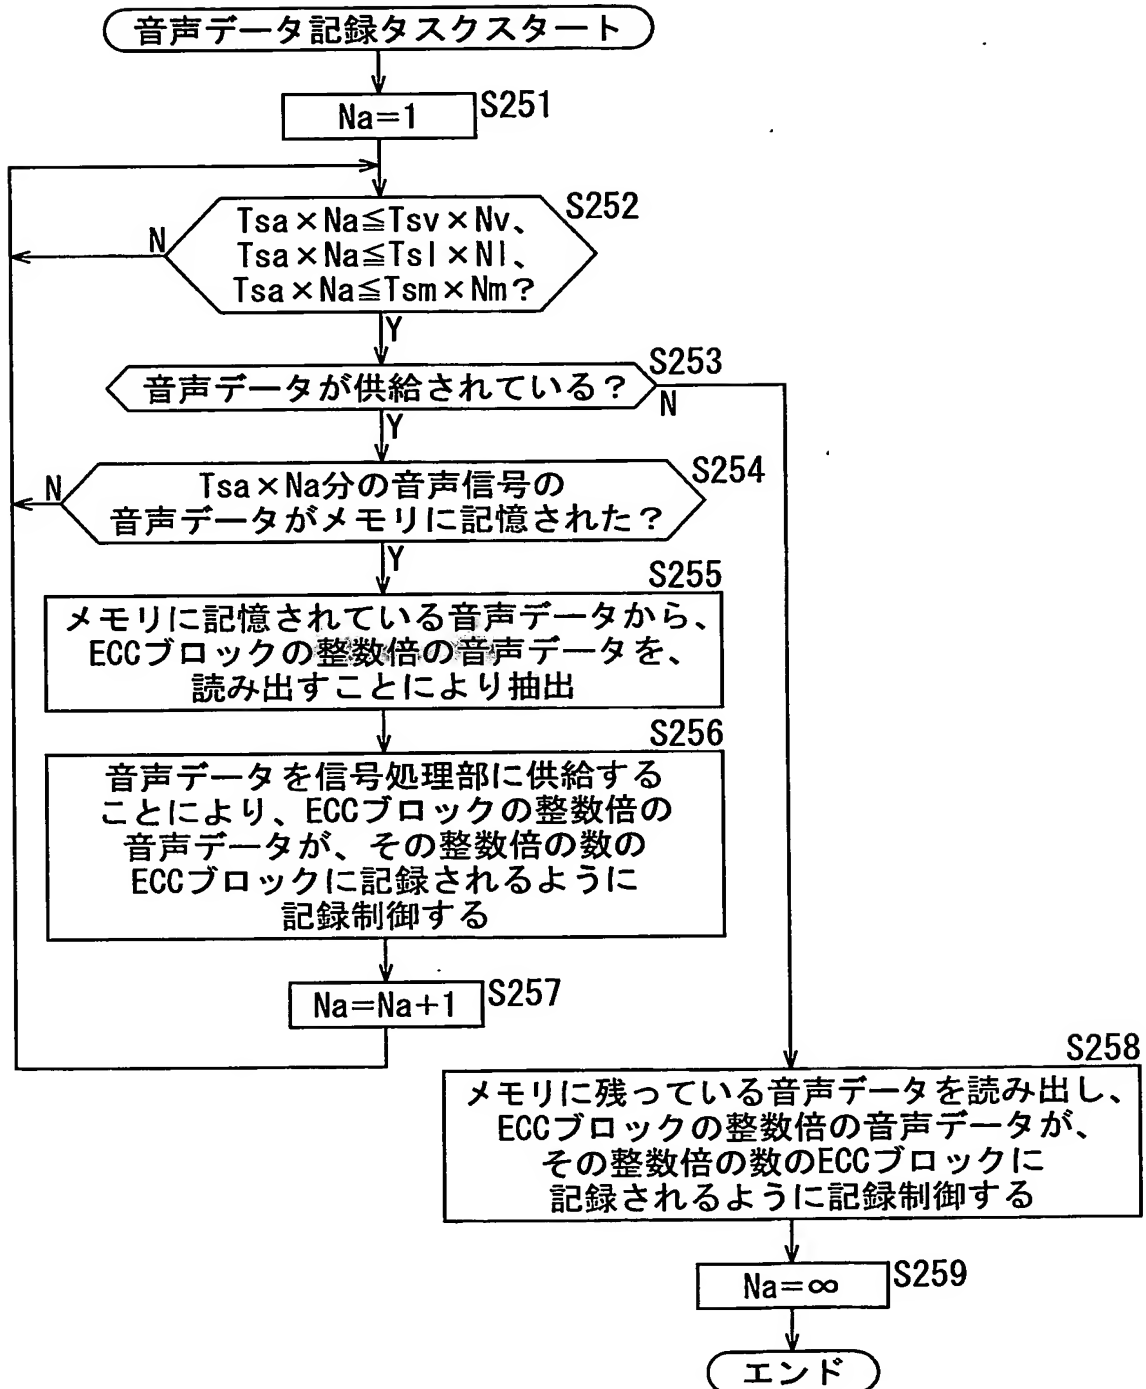 音声データ記録タスクスタート
Na=1
S251
Tsa×Na≦Tsv×Nv、
Tsa×Na≦Tsl×Nl、
Tsa×Na≦Tsm×Nm?
S252
N
Y
音声データが供給されている?
S253
N
Y
Tsa×Na分の音声信号の
音声データがメモリに記憶された?
S254
N
Y
S255
メモリに記憶されている音声データから、
ECCブロックの整数倍の音声データを、
読み出すことにより抽出
S256
音声データを信号処理部に供給する
ことにより、ECCブロックの整数倍の
音声データが、その整数倍の数の
ECCブロックに記録されるように
記録制御する
Na=Na+1
S257
S258
メモリに残っている音声データを読み出し、
ECCブロックの整数倍の音声データが、
その整数倍の数のECCブロックに
記録されるように記録制御する
Na=∞
S259
エンド